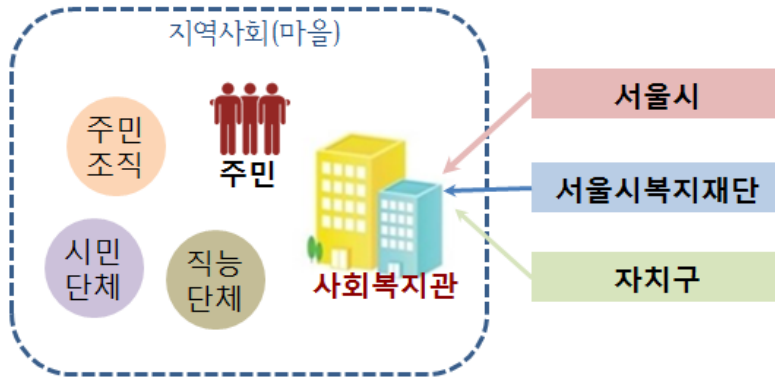 지역사회(마을)
주민
조직
주민
시민
단체
직능
단체
사회복지관
서울시
서울시복지재단
자치구